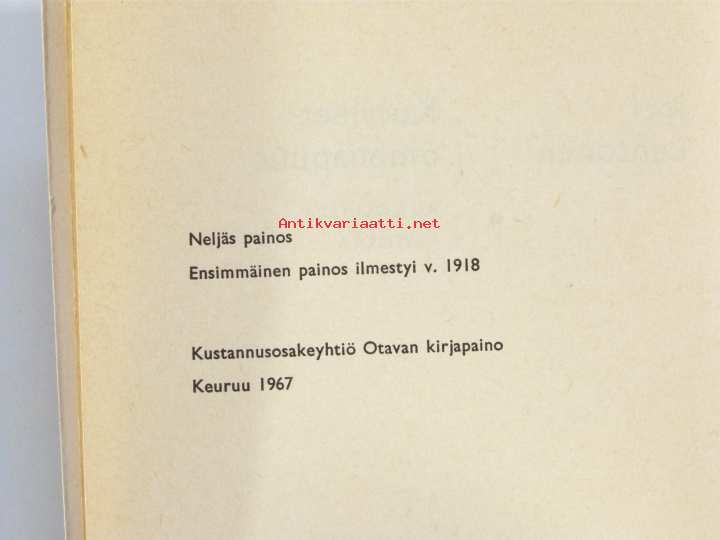 Antikvariaatti.net
Neljäs painos
Ensimmäinen painos ilmestyi v. 1918
Kustannusosakeyhtiö Otavan kirjapaino
Keuruu 1967